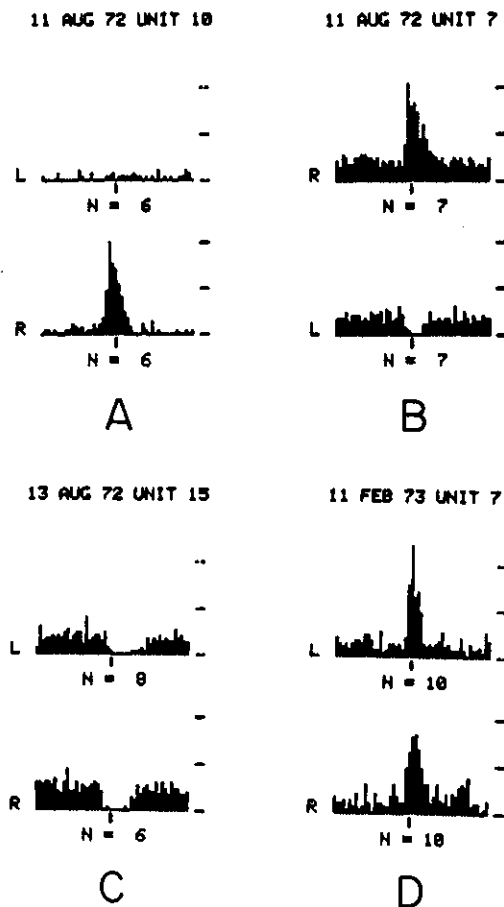 11 AUG 72 UNIT 10
L
N = 6
R
N = 6
A
11 AUG 72 UNIT 7
R
N = 7
L
N = 7
B
13 AUG 72 UNIT 15
L
N = 8
R
N = 6
C
11 FEB 73 UNIT 7
L
N = 10
R
N = 10
D